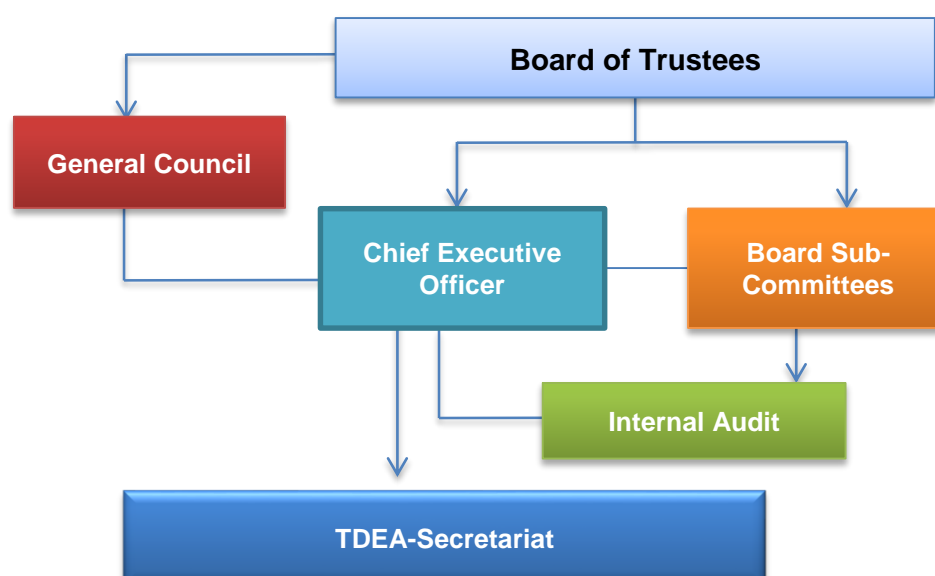 Board of Trustees
General Council
Chief Executive
Officer
Board Sub-
Committees
Internal Audit
TDEA-Secretariat